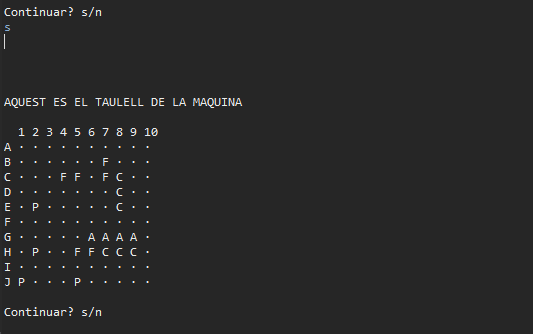 Continuar? s/n
s
AQUEST ES EL TAULELL DE LA MAQUINA
1 2 3 4 5 6 7 8 9 10
A · · · · · · · · · ·
B · · · · · · F · · ·
C · · · F F · F C · ·
D · · · · · · · C · ·
E · P · · · · · C · ·
F · · · · · · · · · ·
G · · · · · A A A A ·
H · P · · F F C C C ·
I · · · · · · · · · ·
J P · · · P · · · · ·
Continuar? s/n